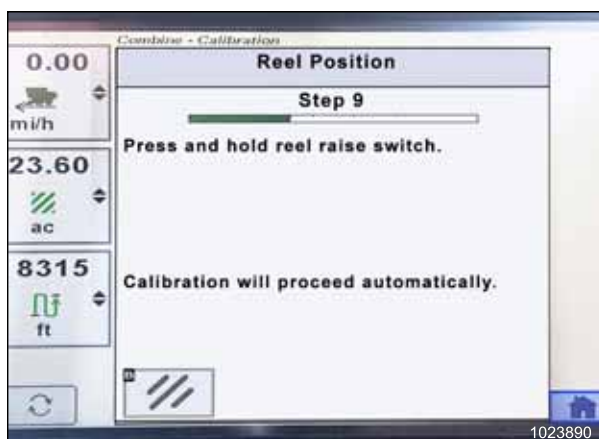 Combine - Calibration
0.00
mi/h
23.60
ac
8315
ft
Reel Position
Step 9
Press and hold reel raise switch.
Calibration will proceed automatically.
1023890